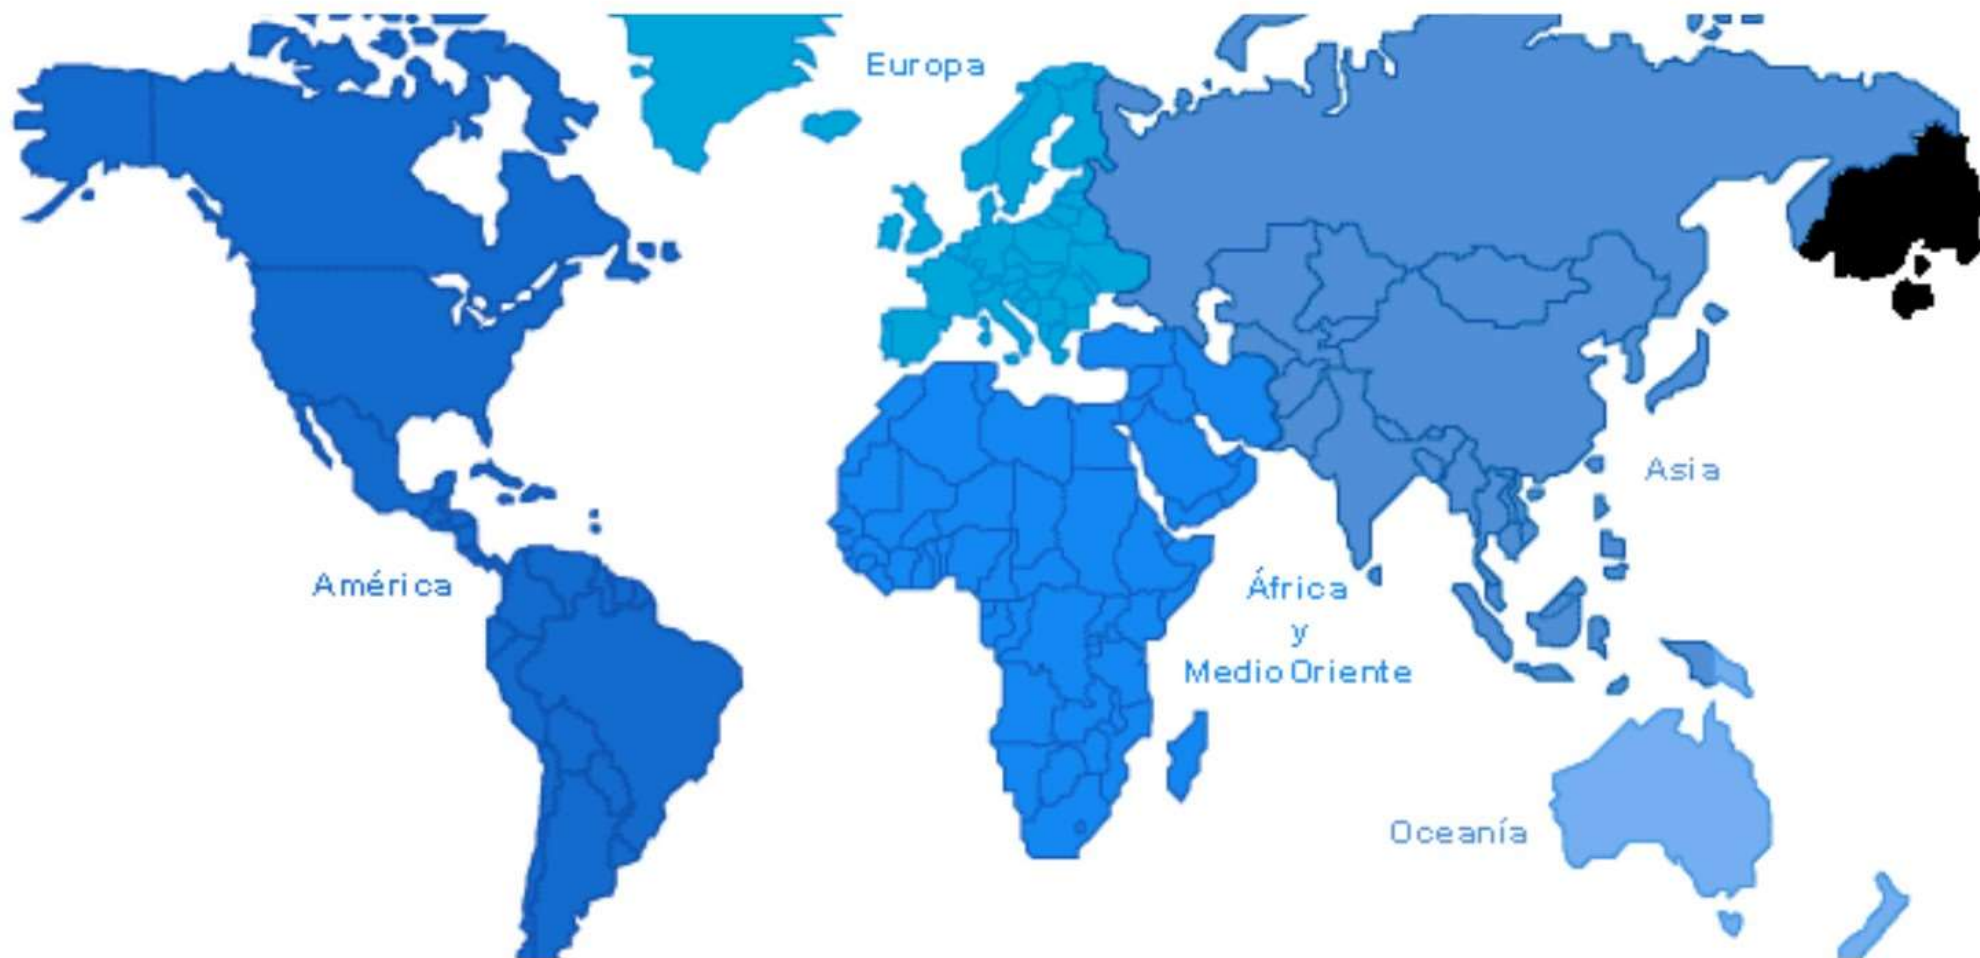 Europa
Asia
América
África
y
Medio Oriente
Oceanía